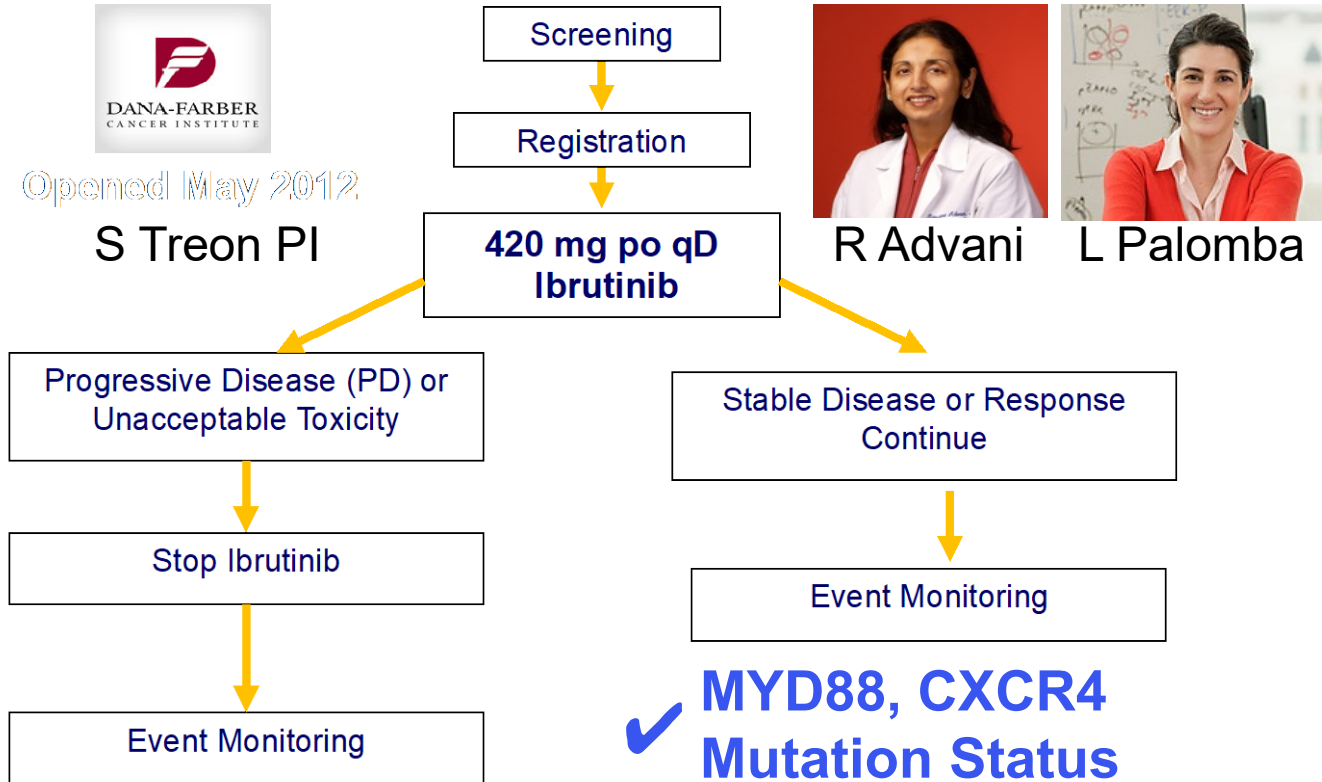 DANA-FARBER
CANCER INSTITUTE
Opened May 2012
S Treon PI
Screening
Registration
420 mg po qD
Ibrutinib
R Advani
L Palomba
Progressive Disease (PD) or
Unacceptable Toxicity
Stop Ibrutinib
Event Monitoring
Stable Disease or Response
Continue
Event Monitoring
MYD88, CXCR4
Mutation Status